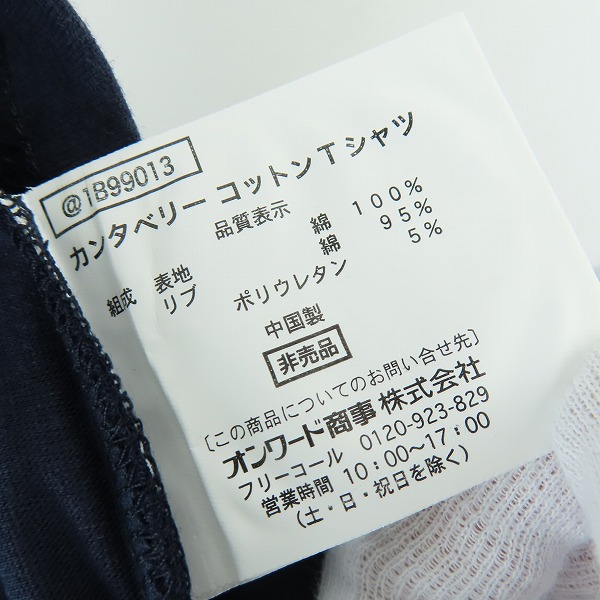 @1B99013
カンタベリー コットンTシャツ
品質表示
組成 表地 綿 100%
リブ 綿 95%
ポリウレタン 5%
中国製
非売品
〔この商品についてのお問い合せ先〕
オンワード商事株式会社
フリーコール 0120-923-829
営業時間 10:00〜17:00
(土・日・祝日を除く)